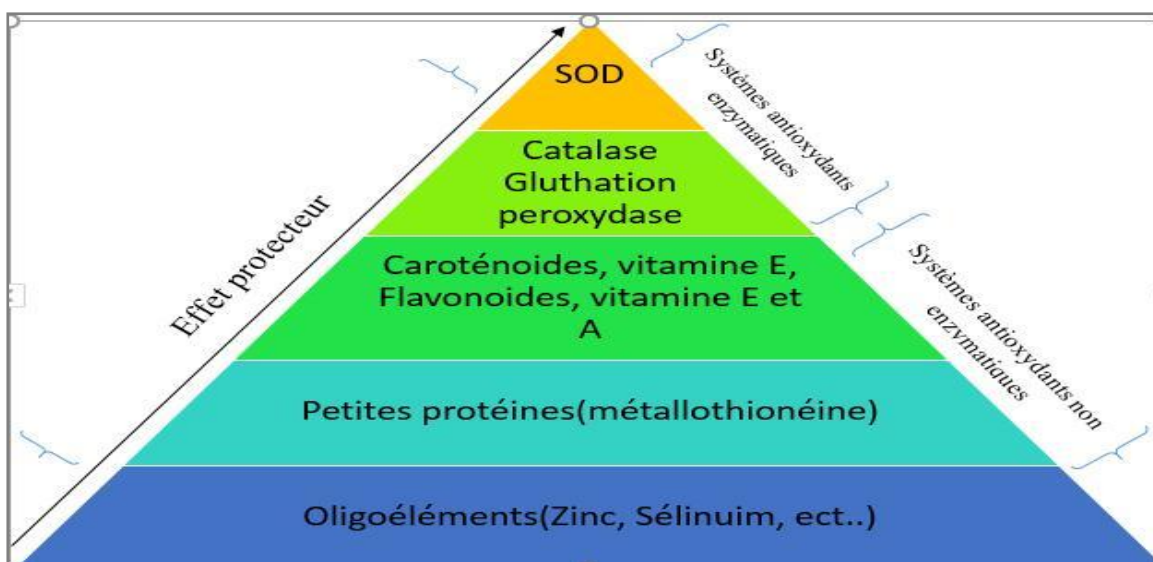 SOD
Catalase
Gluthation
peroxydase
Caroténoides, vitamine E,
Flavonoides, vitamine E et
A
Petites protéines(métallothionéine)
Oligoéléments(Zinc, Sélinuim, ect..)
Effet protecteur
Systèmes antioxydants
enzymatiques
Systèmes antioxydants non
enzymatiques